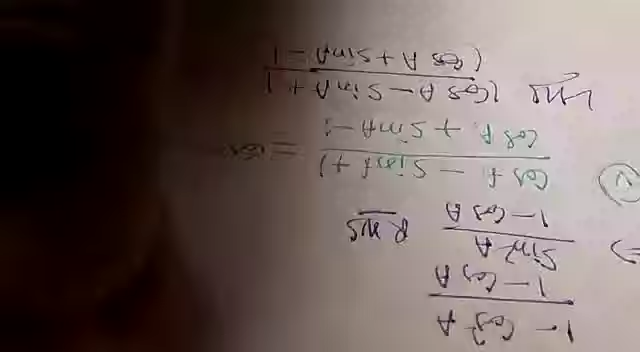 1 - Cos² A
1 - Cos A
⇒ Sin² A
1 - Cos A RHS
Cos A - Sin A + 1
Cos A + Sin A - 1 =
LHS Cos A - Sin A + 1
Cos A + Sin A - 1